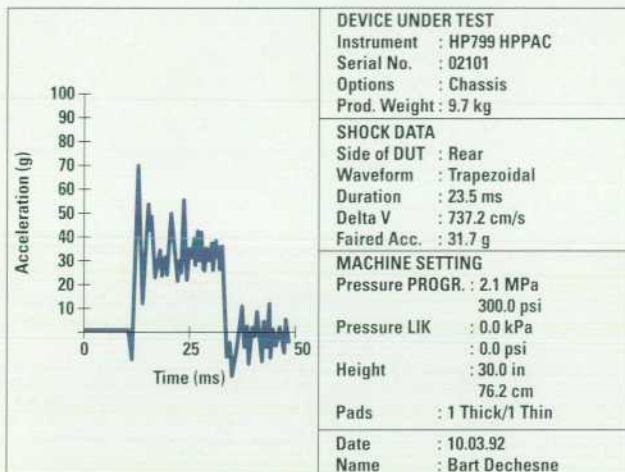 100
90
80
70
60
50
40
30
20
10
Acceleration (g)
0
25
50
Time (ms)
DEVICE UNDER TEST
Instrument : HP799 HPPAC
Serial No. : 02101
Options : Chassis
Prod. Weight : 9.7 kg
SHOCK DATA
Side of DUT : Rear
Waveform : Trapezoidal
Duration : 23.5 ms
Delta V : 737.2 cm/s
Faired Acc. : 31.7 g
MACHINE SETTING
Pressure PROGR. : 2.1 MPa
300.0 psi
Pressure LIK : 0.0 kPa
: 0.0 psi
Height : 30.0 in
76.2 cm
Pads : 1 Thick/1 Thin
Date : 10.03.92
Name : Bart Dechesne